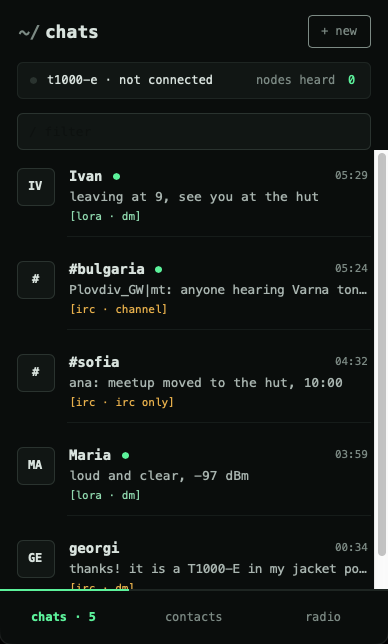 ~/ chats
+ new
t1000-e · not connected
nodes heard 0
IV
Ivan
05:29
leaving at 9, see you at the hut
[lora · dm]
#
#bulgaria
05:24
Plovdiv_GW|mt: anyone hearing Varna ton…
[irc · channel]
#
#sofia
04:32
ana: meetup moved to the hut, 10:00
[irc · irc only]
MA
Maria
03:59
loud and clear, −97 dBm
[lora · dm]
GE
georgi
00:34
thanks! it is a T1000-E in my jacket po…
[irc · dm]
chats · 5
contacts
radio